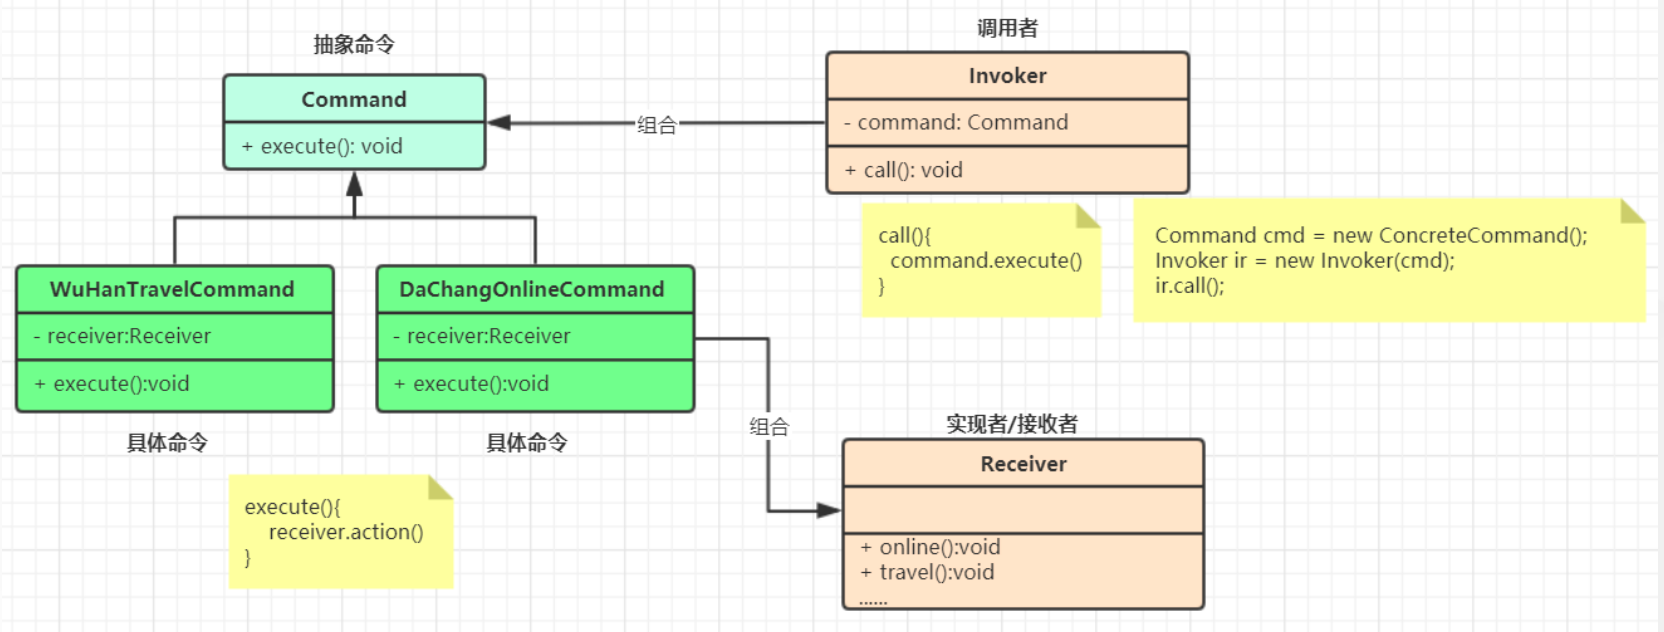 抽象命令
Command
+ execute(): void
组合
调用者
Invoker
- command: Command
+ call(): void
call(){
command.execute()
}
Command cmd = new ConcreteCommand();
Invoker ir = new Invoker(cmd);
ir.call();
WuHanTravelCommand
- receiver:Receiver
+ execute():void
具体命令
DaChangOnlineCommand
- receiver:Receiver
+ execute():void
具体命令
execute(){
receiver.action()
}
组合
实现者/接收者
Receiver
+ online():void
+ travel():void
......